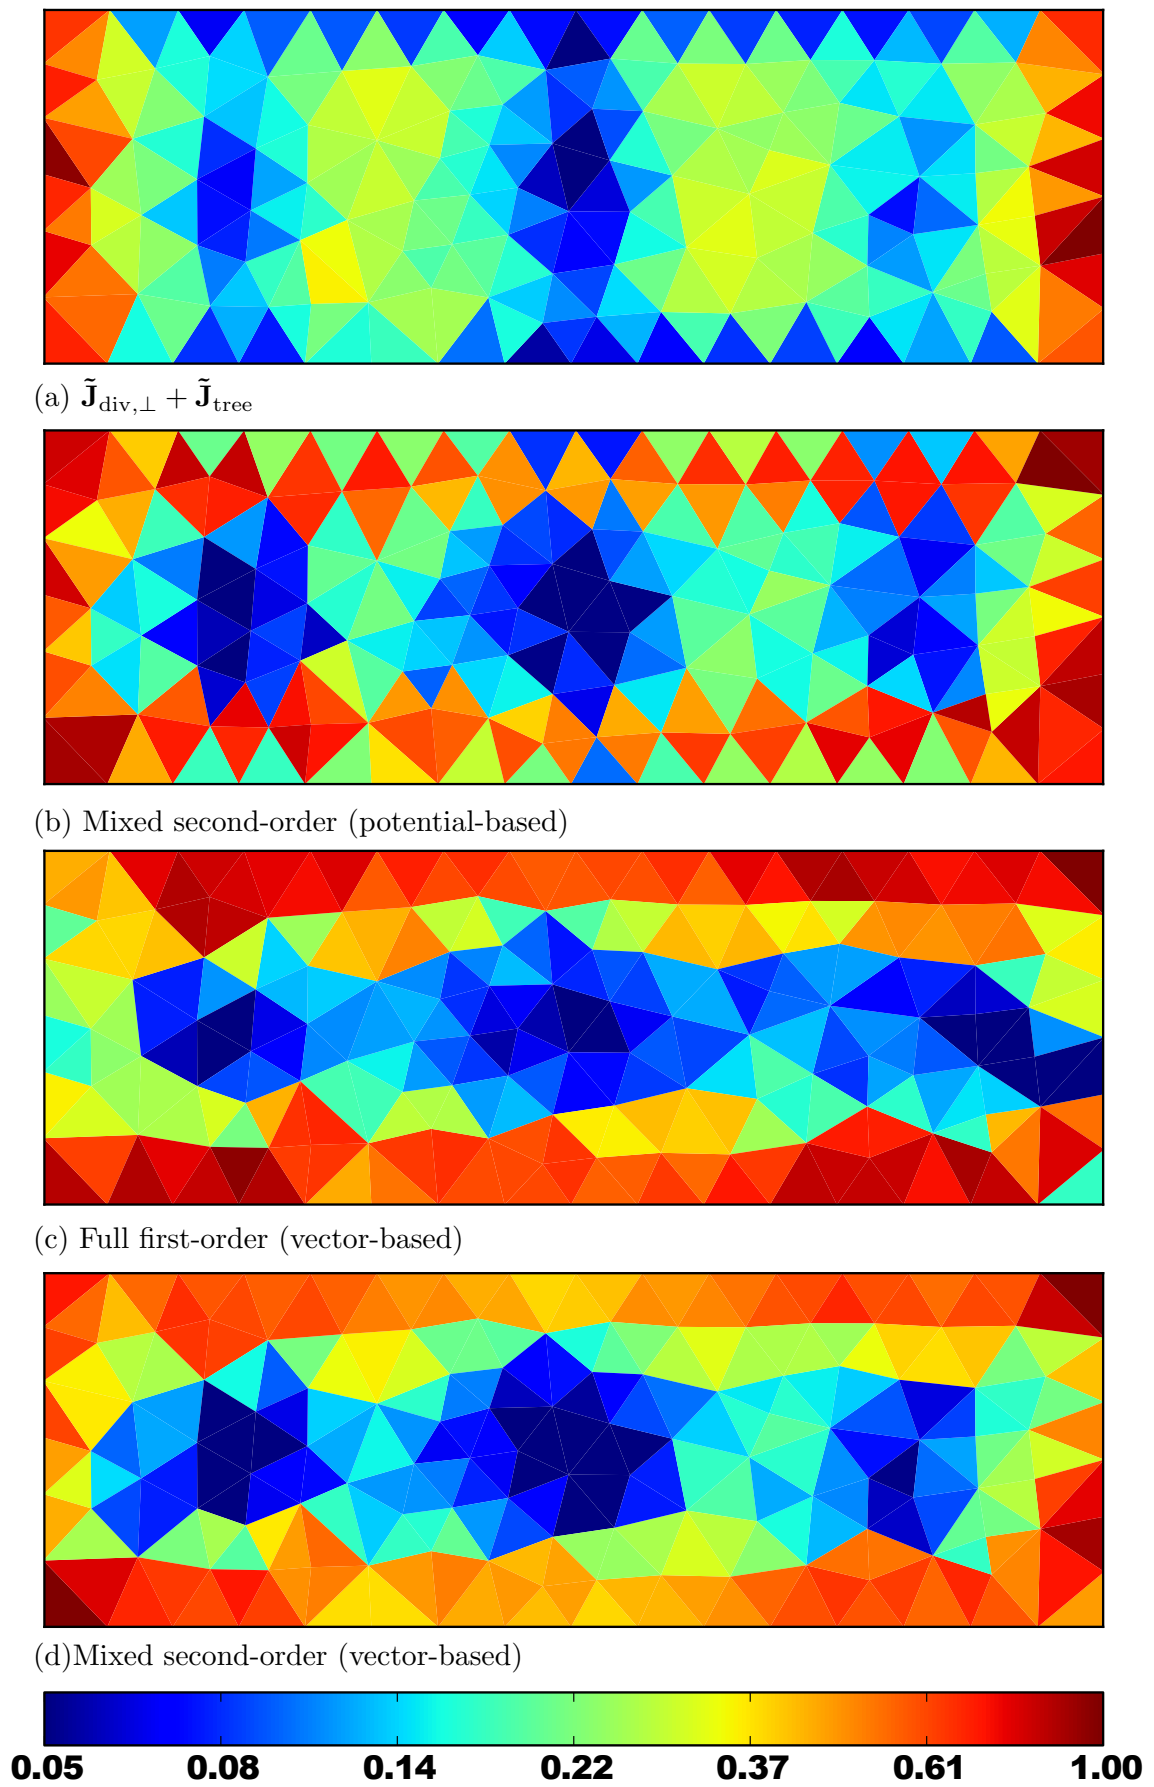 (a) J̃div,⊥ + J̃tree
(b) Mixed second-order (potential-based)
(c) Full first-order (vector-based)
(d)Mixed second-order (vector-based)
0.05 0.08 0.14 0.22 0.37 0.61 1.00